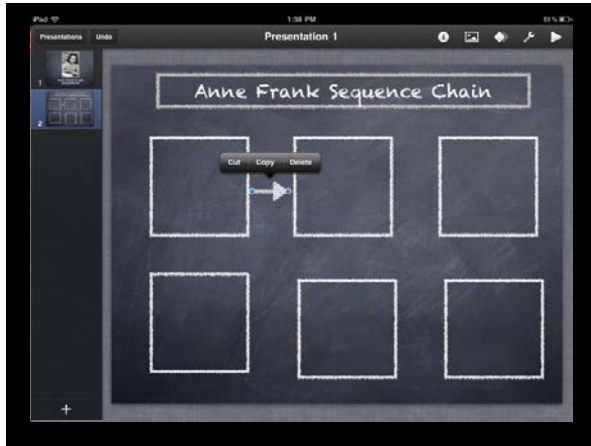 iPad 1:38 PM 51%
Presentations Undo Presentation 1
1
2
Anne Frank Sequence Chain
Cut Copy Delete